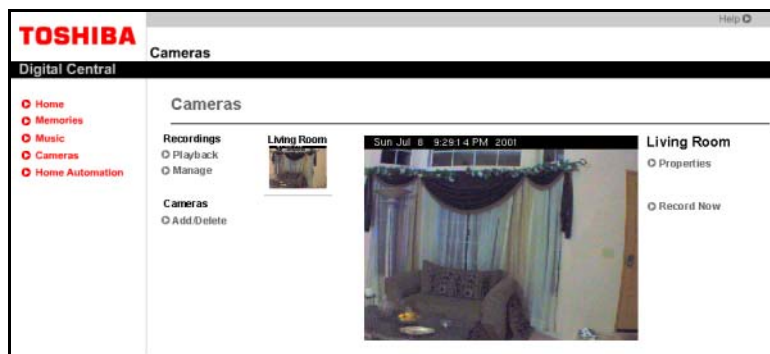 Help
TOSHIBA
Cameras
Digital Central
Home
Memories
Music
Cameras
Home Automation
Cameras
Recordings
Playback
Manage
Cameras
Add/Delete
Living Room
Sun Jul 8 9:29:14 PM 2001
Living Room
Properties
Record Now